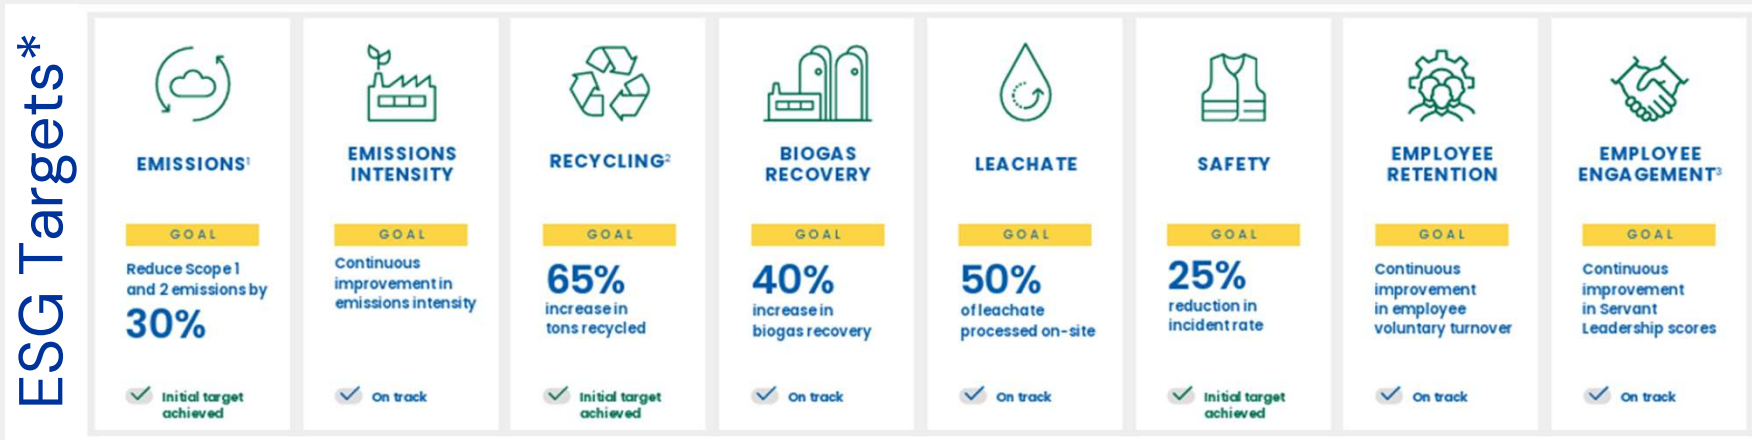 ESG Targets*
EMISSIONS¹
GOAL
Reduce Scope 1
and 2 emissions by
30%
Initial target
achieved
EMISSIONS
INTENSITY
GOAL
Continuous
improvement in
emissions intensity
On track
RECYCLING²
GOAL
65%
increase in
tons recycled
Initial target
achieved
BIOGAS
RECOVERY
GOAL
40%
increase in
biogas recovery
On track
LEACHATE
GOAL
50%
of leachate
processed on-site
On track
SAFETY
GOAL
25%
reduction in
incident rate
Initial target
achieved
EMPLOYEE
RETENTION
GOAL
Continuous
improvement
in employee
voluntary turnover
On track
EMPLOYEE
ENGAGEMENT³
GOAL
Continuous
improvement
in Servant
Leadership scores
On track